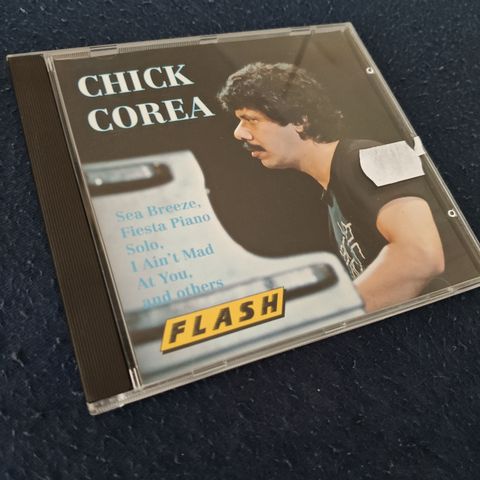 CHICK
COREA
Sea Breeze,
Fiesta Piano
Solo,
I Ain't Mad
At You,
and others
FLASH